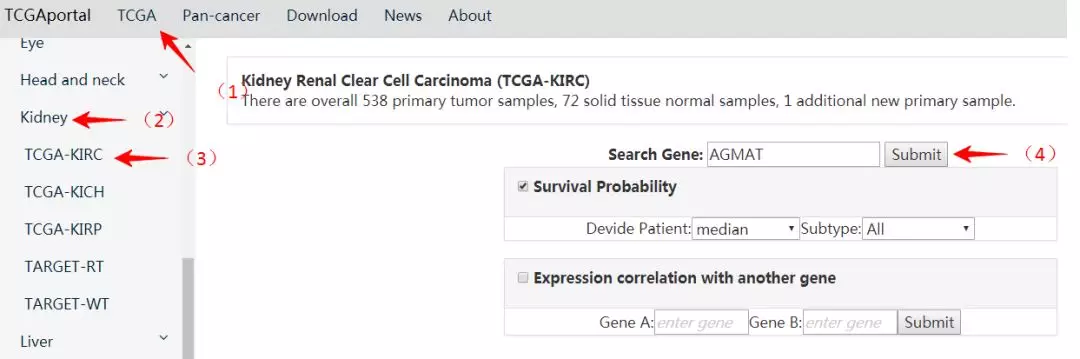 TCGAportal TCGA Pan-cancer Download News About
Eye
Head and neck
Kidney
TCGA-KIRC
TCGA-KICH
TCGA-KIRP
TARGET-RT
TARGET-WT
Liver
（1）
（2）
（3）
Kidney Renal Clear Cell Carcinoma (TCGA-KIRC)
There are overall 538 primary tumor samples, 72 solid tissue normal samples, 1 additional new primary sample.
Search Gene: AGMAT Submit （4）
Survival Probability
Devide Patient: median Subtype: All
Expression correlation with another gene
Gene A: enter gene Gene B: enter gene Submit